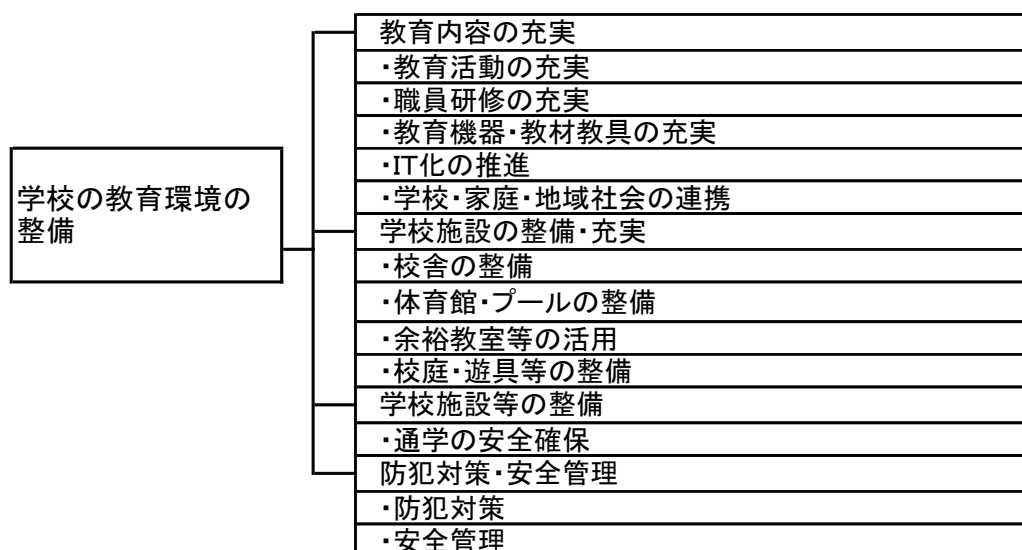 学校の教育環境の
整備
教育内容の充実
・教育活動の充実
・職員研修の充実
・教育機器・教材教具の充実
・IT化の推進
・学校・家庭・地域社会の連携
学校施設の整備・充実
・校舎の整備
・体育館・プールの整備
・余裕教室等の活用
・校庭・遊具等の整備
学校施設等の整備
・通学の安全確保
防犯対策・安全管理
・防犯対策
・安全管理